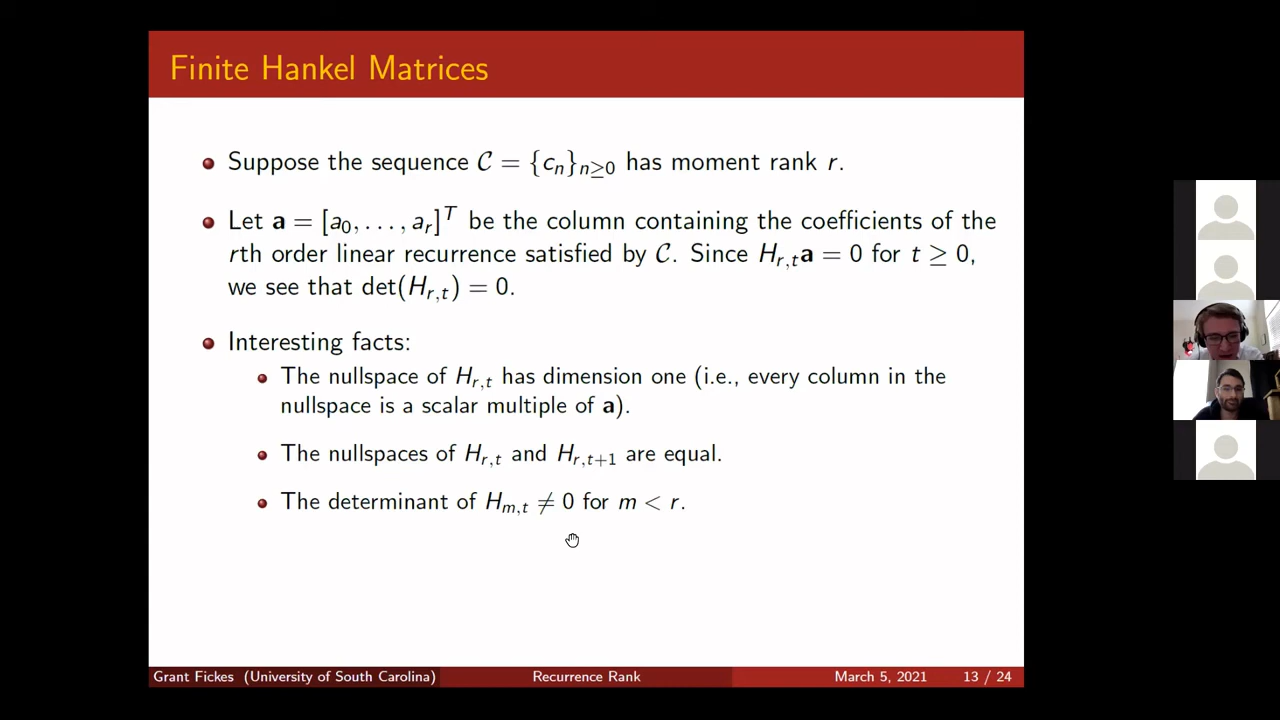 Finite Hankel Matrices
Suppose the sequence 𝒞 = {cₙ}ₙ≥₀ has moment rank r.
Let a = [a₀, . . . , aᵣ]ᵀ be the column containing the coefficients of the
rth order linear recurrence satisfied by 𝒞. Since Hᵣ,ₜa = 0 for t ≥ 0,
we see that det(Hᵣ,ₜ) = 0.
Interesting facts:
The nullspace of Hᵣ,ₜ has dimension one (i.e., every column in the
nullspace is a scalar multiple of a).
The nullspaces of Hᵣ,ₜ and Hᵣ,ₜ₊₁ are equal.
The determinant of Hₘ,ₜ ≠ 0 for m < r.
Grant Fickes (University of South Carolina) Recurrence Rank March 5, 2021 13 / 24